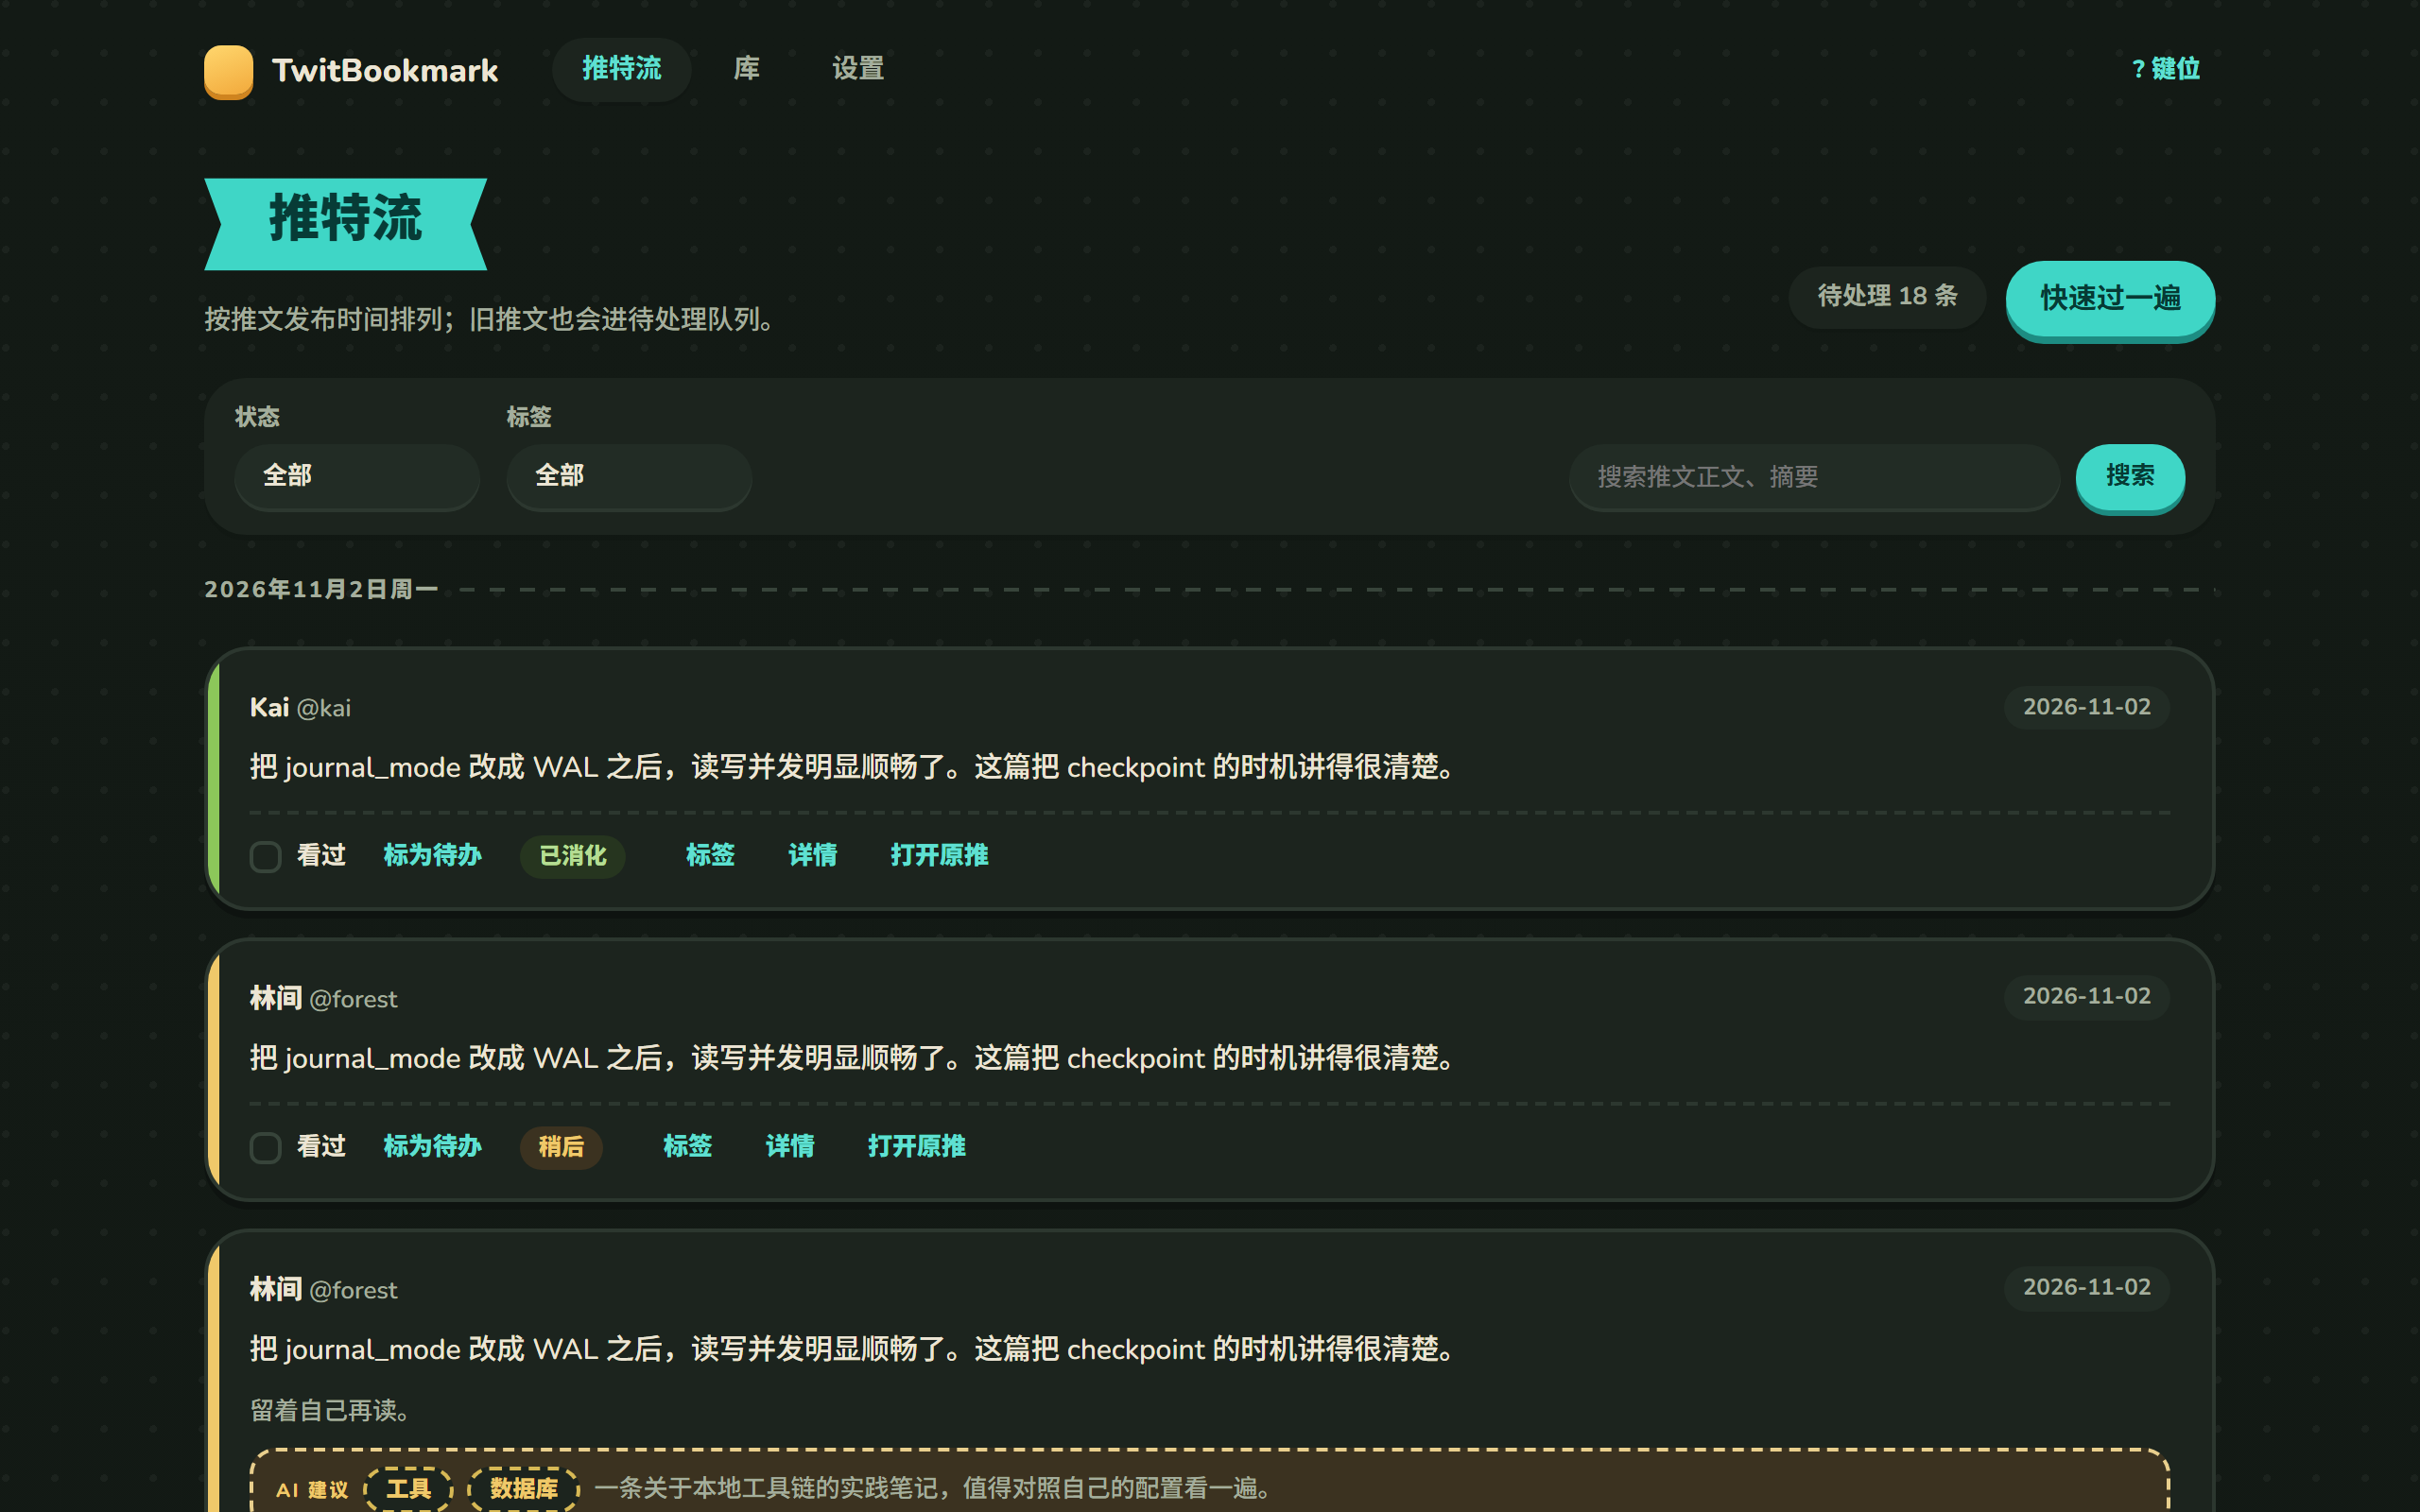 TwitBookmark 推特流 库 设置 ? 键位
推特流
按推文发布时间排列；旧推文也会进待处理队列。
待处理 18 条 快速过一遍
状态 标签
全部 全部 搜索推文正文、摘要 搜索
2026年11月2日周一
Kai @kai 2026-11-02
把 journal_mode 改成 WAL 之后，读写并发明显顺畅了。这篇把 checkpoint 的时机讲得很清楚。
看过 标为待办 已消化 标签 详情 打开原推
林间 @forest 2026-11-02
把 journal_mode 改成 WAL 之后，读写并发明显顺畅了。这篇把 checkpoint 的时机讲得很清楚。
看过 标为待办 稍后 标签 详情 打开原推
林间 @forest 2026-11-02
把 journal_mode 改成 WAL 之后，读写并发明显顺畅了。这篇把 checkpoint 的时机讲得很清楚。
留着自己再读。
AI 建议 工具 数据库 一条关于本地工具链的实践笔记，值得对照自己的配置看一遍。